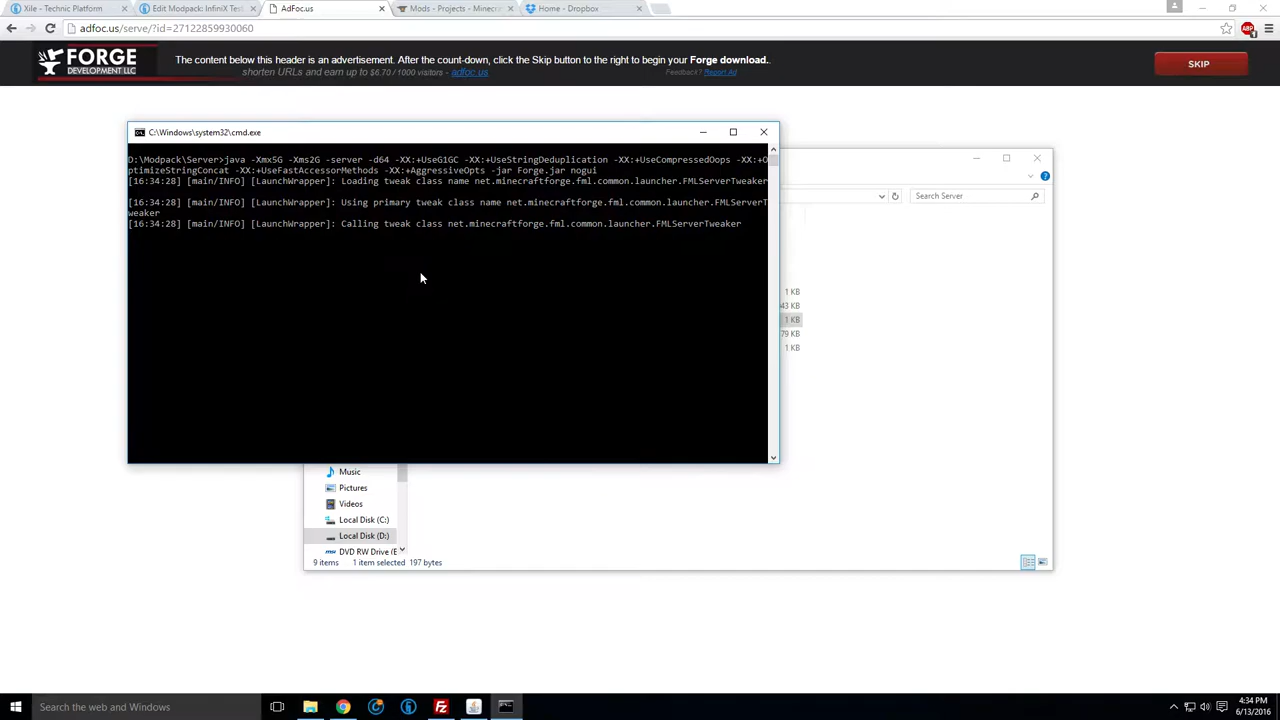 Xile - Technic Platform
Edit Modpack: InfiniX Test
AdFoc.us
Mods - Projects - Minecr
Home - Dropbox
adfoc.us/serve/?id=27122859930060
ABP
FORGE
DEVELOPMENT LLC
The content below this header is an advertisement. After the count-down, click the Skip button to the right to begin your Forge download.
shorten URLs and earn up to $6.70 / 1000 visitors - adfoc.us
Feedback? Report Ad
SKIP
C:\Windows\system32\cmd.exe
D:\Modpack\Server>java -Xmx5G -Xms2G -server -d64 -XX:+UseG1GC -XX:+UseStringDeduplication -XX:+UseCompressedOops -XX:+O
ptimizeStringConcat -XX:+UseFastAccessorMethods -XX:+AggressiveOpts -jar Forge.jar nogui
[16:34:28] [main/INFO] [LaunchWrapper]: Loading tweak class name net.minecraftforge.fml.common.launcher.FMLServerTweaker
[16:34:28] [main/INFO] [LaunchWrapper]: Using primary tweak class name net.minecraftforge.fml.common.launcher.FMLServerT
weaker
[16:34:28] [main/INFO] [LaunchWrapper]: Calling tweak class net.minecraftforge.fml.common.launcher.FMLServerTweaker
Search Server
1 KB
43 KB
1 KB
79 KB
1 KB
Music
Pictures
Videos
Local Disk (C:)
Local Disk (D:)
DVD RW Drive (E
9 items 1 item selected 197 bytes
Search the web and Windows
4:34 PM
6/13/2016